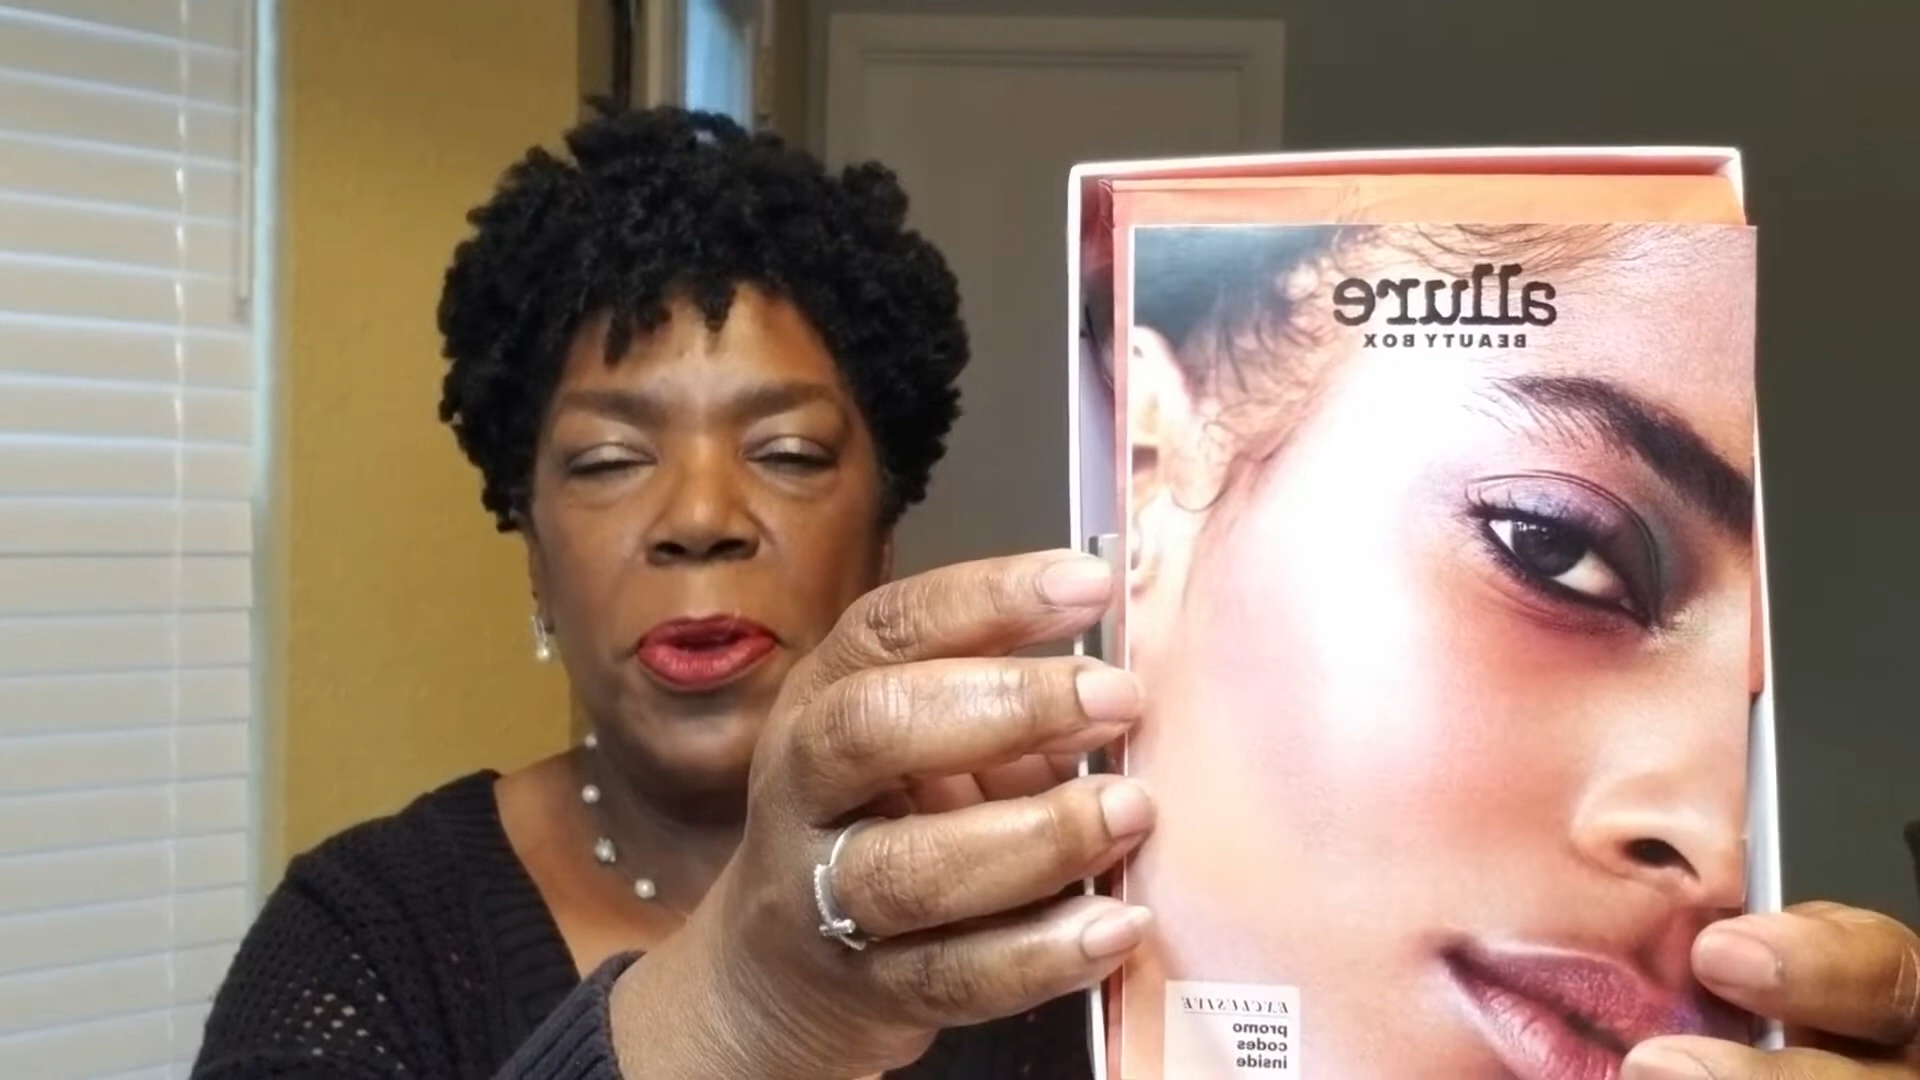 allure
BEAUTY BOX
EXCLUSIVE
promo
codes
inside